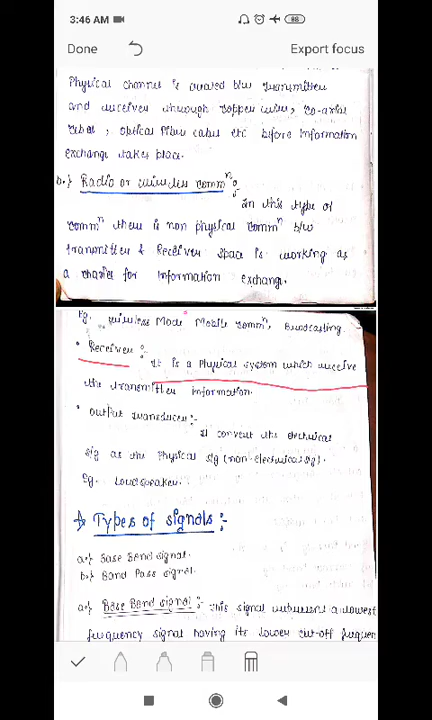 3:46 AM
88
Done
Export focus
Physical channel is created b/w transmitter
and receiver through copper wire, co-axial
cable, optical fibre cable etc before information
exchange takes place.
b.) Radio or wireless commⁿ :-
In this type of
commⁿ there is non physical commⁿ b/w
transmitter & Receiver space is working as
a channel for information exchange.
Eg. wireless Mode Mobile commⁿ, Broadcasting.
• Receiver :-
It is a Physical system which receive
the transmitted information.
• Output transducer :-
It convert the electrical
sig as the physical sig (non-electrical sig).
Eg. Loudspeaker.
Types of signals :-
a.) Base Band signal.
b.) Band Pass signal.
a.) Base Band signal :- This signal a lowest
frequency signal having its lower cut-off frequen